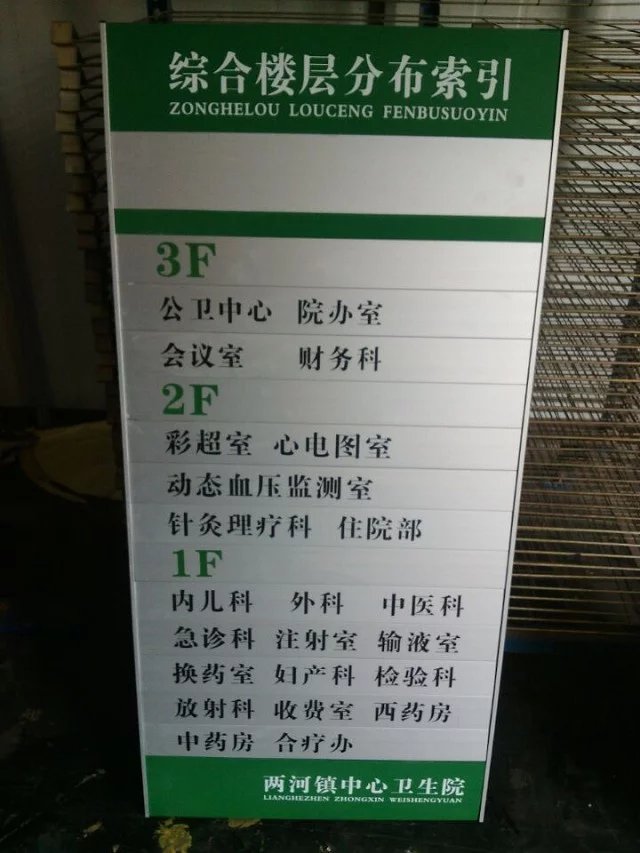 综合楼层分布索引
ZONGHELOU LOUCENG FENBUSUOYIN
3F
公卫中心 院办室
会议室 财务科
2F
彩超室 心电图室
动态血压监测室
针灸理疗科 住院部
1F
内儿科 外科 中医科
急诊科 注射室 输液室
换药室 妇产科 检验科
放射科 收费室 西药房
中药房 合疗办
两河镇中心卫生院
LIANGHEZHEN ZHONGXIN WEISHENGYUAN